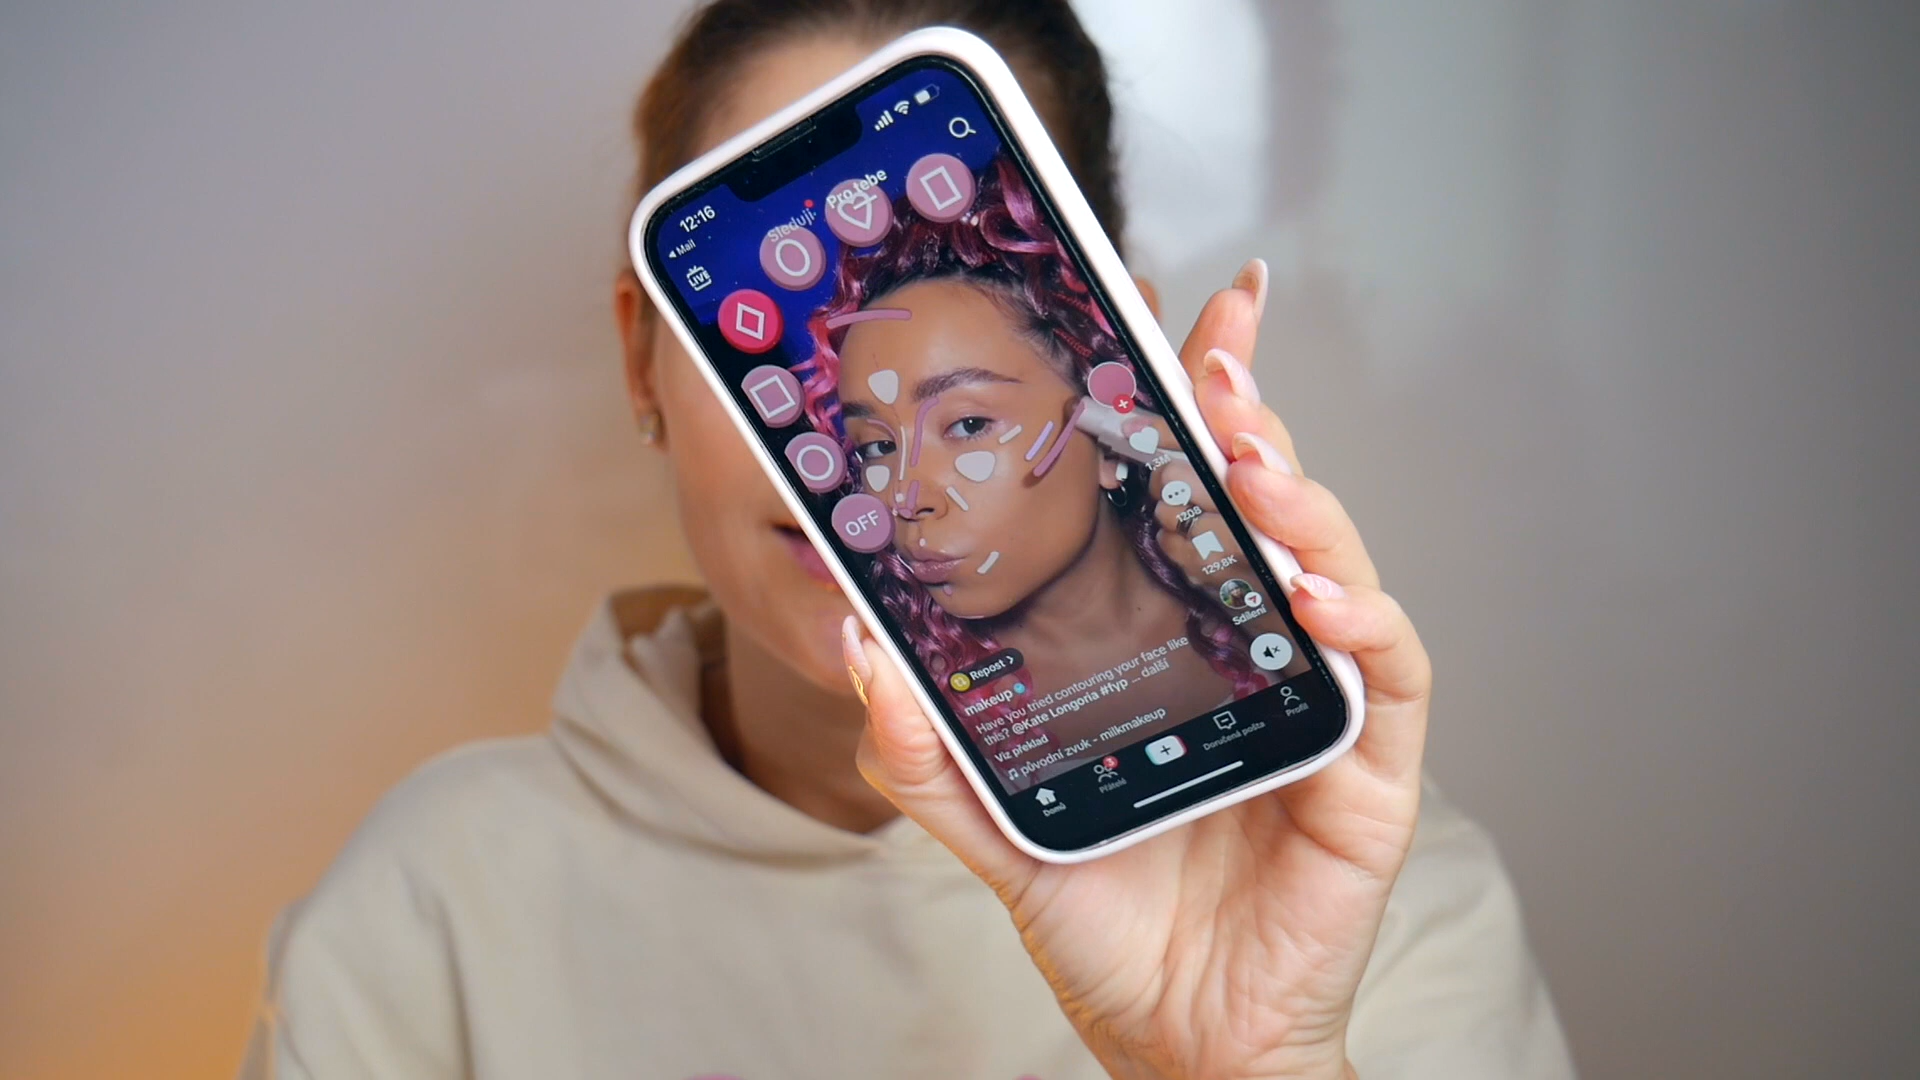 12:16
Mail
LIVE
Sleduji
Pro tebe
OFF
1,3M
1208
129,8K
Sdílení
Repost
makeup
Have you tried contouring your face like
this? @Kate Longoria #fyp ... další
Viz překlad
původní zvuk - milkmakeup
Domů
3
Přátelé
Doručená pošta
Profil